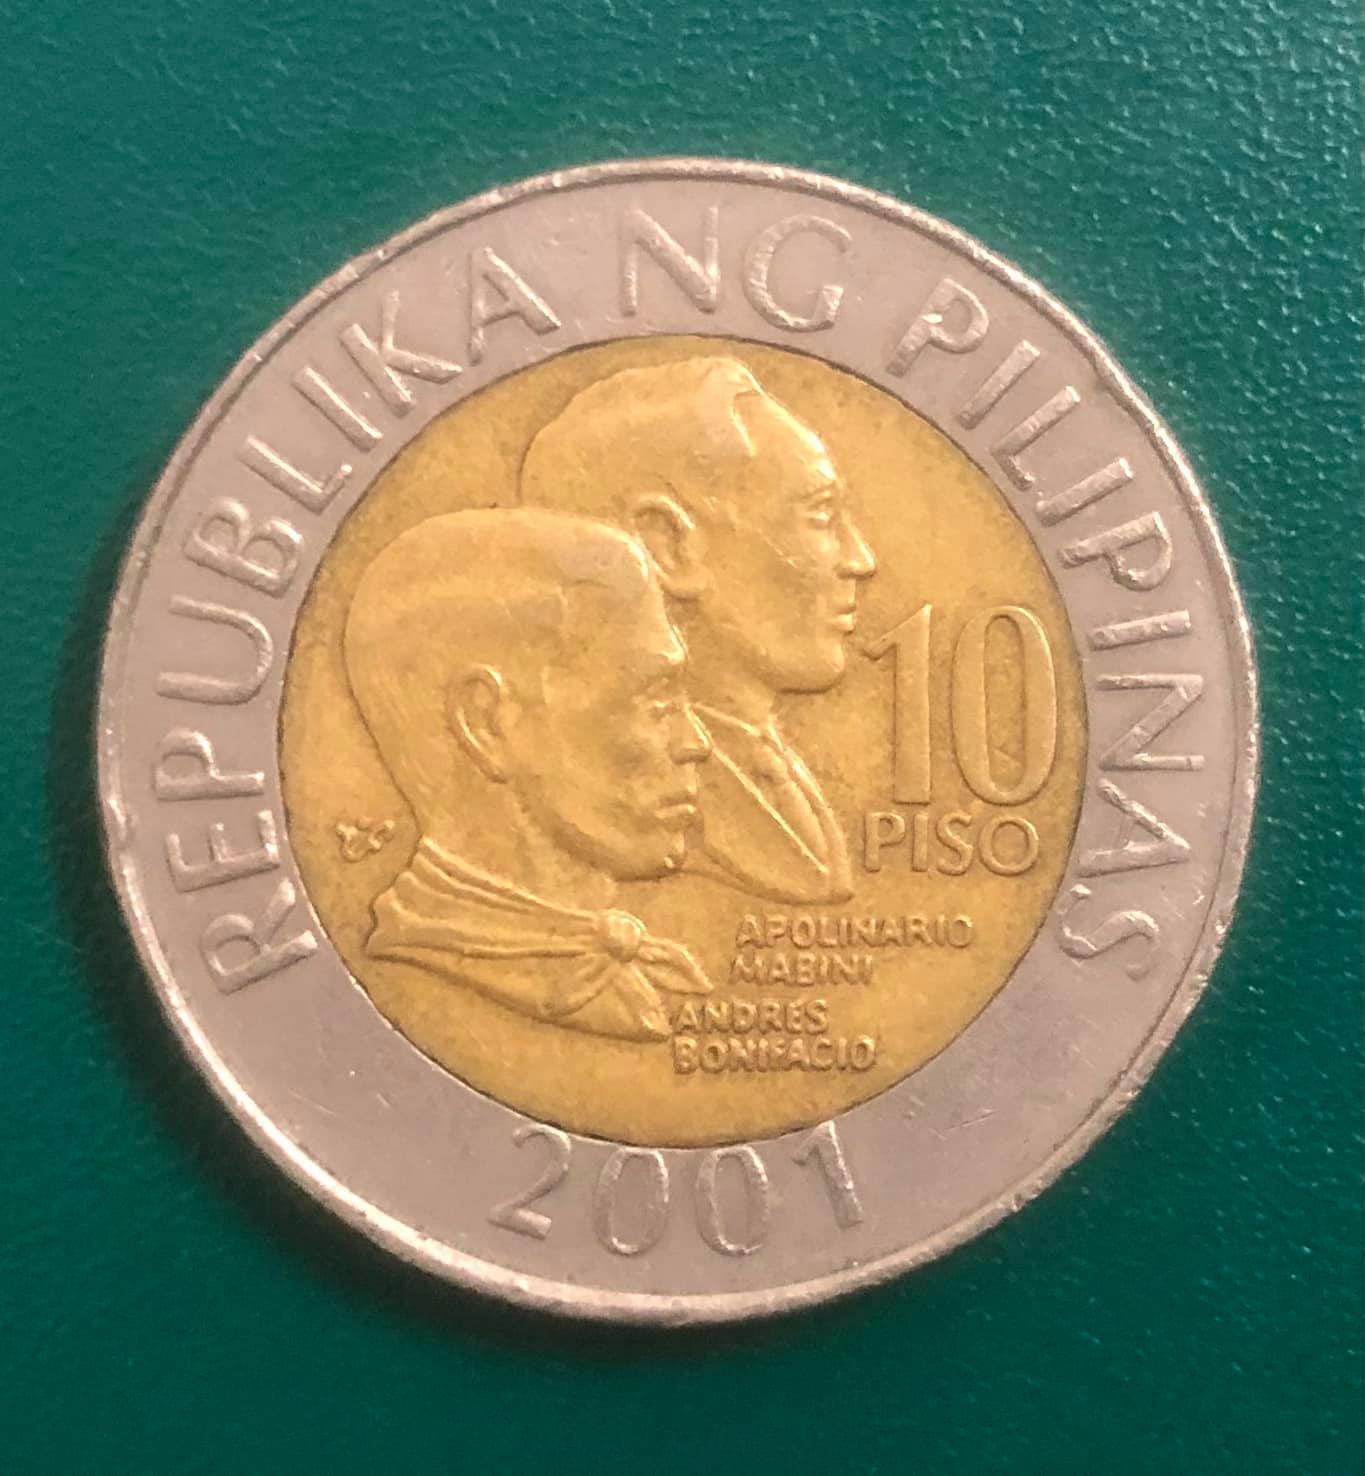 REPUBLIKA NG PILIPINAS
10
PISO
APOLINARIO
MABINI
ANDRES
BONIFACIO
2001